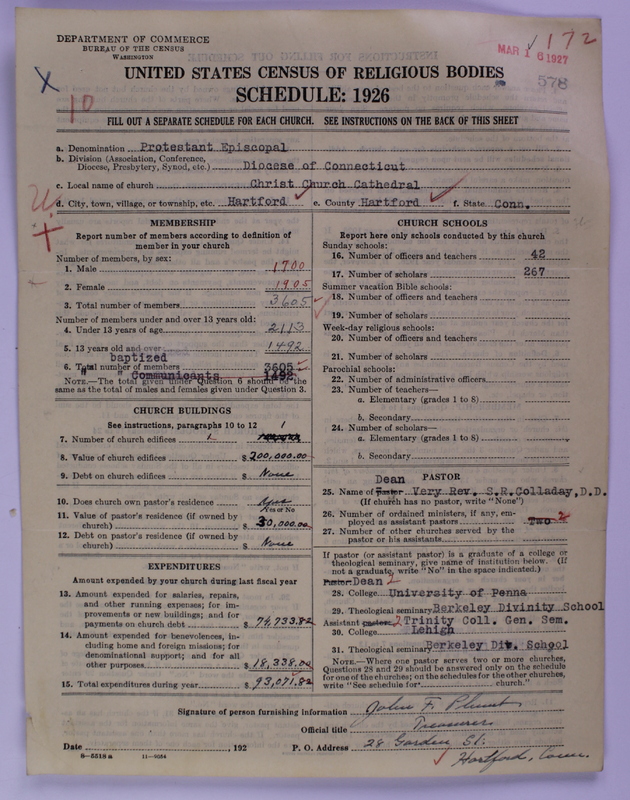 DEPARTMENT OF COMMERCE
BUREAU OF THE CENSUS
WASHINGTON
1172
MAR 16 1927
578
X
10
UNITED STATES CENSUS OF RELIGIOUS BODIES
SCHEDULE: 1926
FILL OUT A SEPARATE SCHEDULE FOR EACH CHURCH. SEE INSTRUCTIONS ON THE BACK OF THIS SHEET
a. Denomination Protestant Episcopal
b. Division (Association, Conference,
Diocese, Presbytery, Synod, etc.) Diocese of Connecticut
c. Local name of church Christ Church Cathedral
d. City, town, village, or township, etc. Hartford e. County Hartford f. State Conn.
MEMBERSHIP
Report number of members according to definition of
member in your church
Number of members, by sex:
1. Male 1700
2. Female 1905
3. Total number of members 3605
Number of members under and over 13 years old:
4. Under 13 years of age 2113
5. 13 years old and over 1492
baptized
6. Total number of members 3605
" " Communicants 1492
NOTE.—The total given under Question 6 should be the
same as the total of males and females given under Question 3.
CHURCH BUILDINGS
See instructions, paragraphs 10 to 12
7. Number of church edifices 1 1
8. Value of church edifices $200,000.00
9. Debt on church edifices $ None
10. Does church own pastor's residence
Yes or No
11. Value of pastor's residence (if owned by
church) $ 30,000.00
12. Debt on pastor's residence (if owned by
church) $ None
EXPENDITURES
Amount expended by your church during last fiscal year
13. Amount expended for salaries, repairs,
and other running expenses; for im-
provements or new buildings; and for
payments on church debt $ 74,733.82
14. Amount expended for benevolences, in-
cluding home and foreign missions; for
denominational support; and for all
other purposes $ 18,338.00
15. Total expenditures during year $ 93,071.82
CHURCH SCHOOLS
Report here only schools conducted by this church
Sunday schools:
16. Number of officers and teachers 42
17. Number of scholars 267
Summer vacation Bible schools:
18. Number of officers and teachers
19. Number of scholars
Week-day religious schools:
20. Number of officers and teachers
21. Number of scholars
Parochial schools:
22. Number of administrative officers
23. Number of teachers—
a. Elementary (grades 1 to 8)
b. Secondary
24. Number of scholars—
a. Elementary (grades 1 to 8)
b. Secondary
PASTOR
Dean
25. Name of Pastor Very Rev. S.R.Colladay,D.D.
(If church has no pastor, write "None")
26. Number of ordained ministers, if any, em-
ployed as assistant pastors Two 2
27. Number of other churches served by the
pastor or his assistants
If pastor (or assistant pastor) is a graduate of a college or
theological seminary, give name of institution below. (If
not a graduate, write "No" in the space indicated.)
Pastor Dean 2
28. College University of Penna
29. Theological seminary Berkeley Divinity School
Assistant pastor 2 Trinity Coll. Gen. Sem.
30. College Lehigh
31. Theological seminary Berkeley Div. School
NOTE.—Where one pastor serves two or more churches,
Questions 28 and 29 should be answered only on the schedule
for one of the churches; on the schedules for the other churches,
write "See schedule for church."
Signature of person furnishing information John F. Plumb
Official title Treasurer
Date , 192 P. O. Address 28 Garden St.
Hartford, Conn.
8—5518 a 11—9084